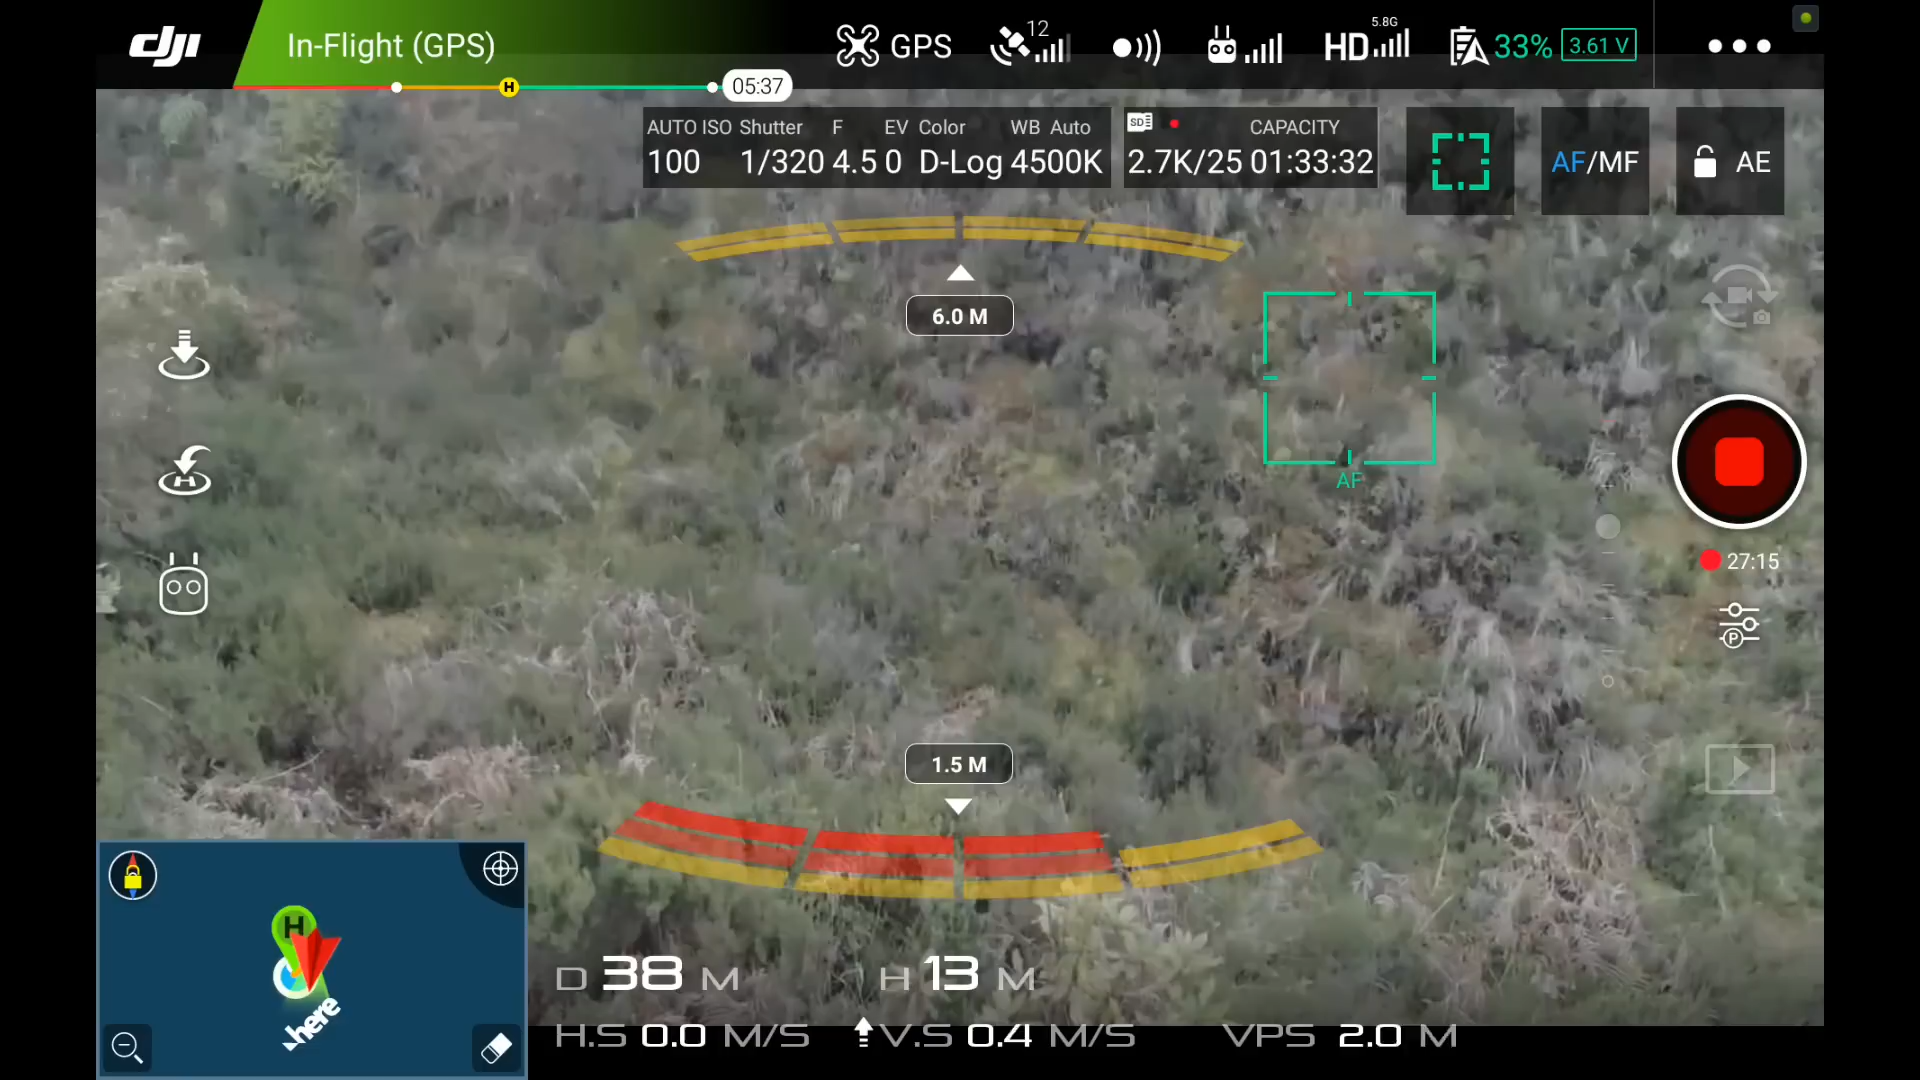 dji In-Flight (GPS) GPS 12 5.8G HD 33% 3.61 V
H 05:37
AUTO ISO Shutter F EV Color WB Auto CAPACITY
100 1/320 4.5 0 D-Log 4500K 2.7K/25 01:33:32 AF/MF AE
SD
6.0 M
AF
27:15
P
1.5 M
H
here
D 38 M H 13 M
H.S 0.0 M/S V.S 0.4 M/S VPS 2.0 M